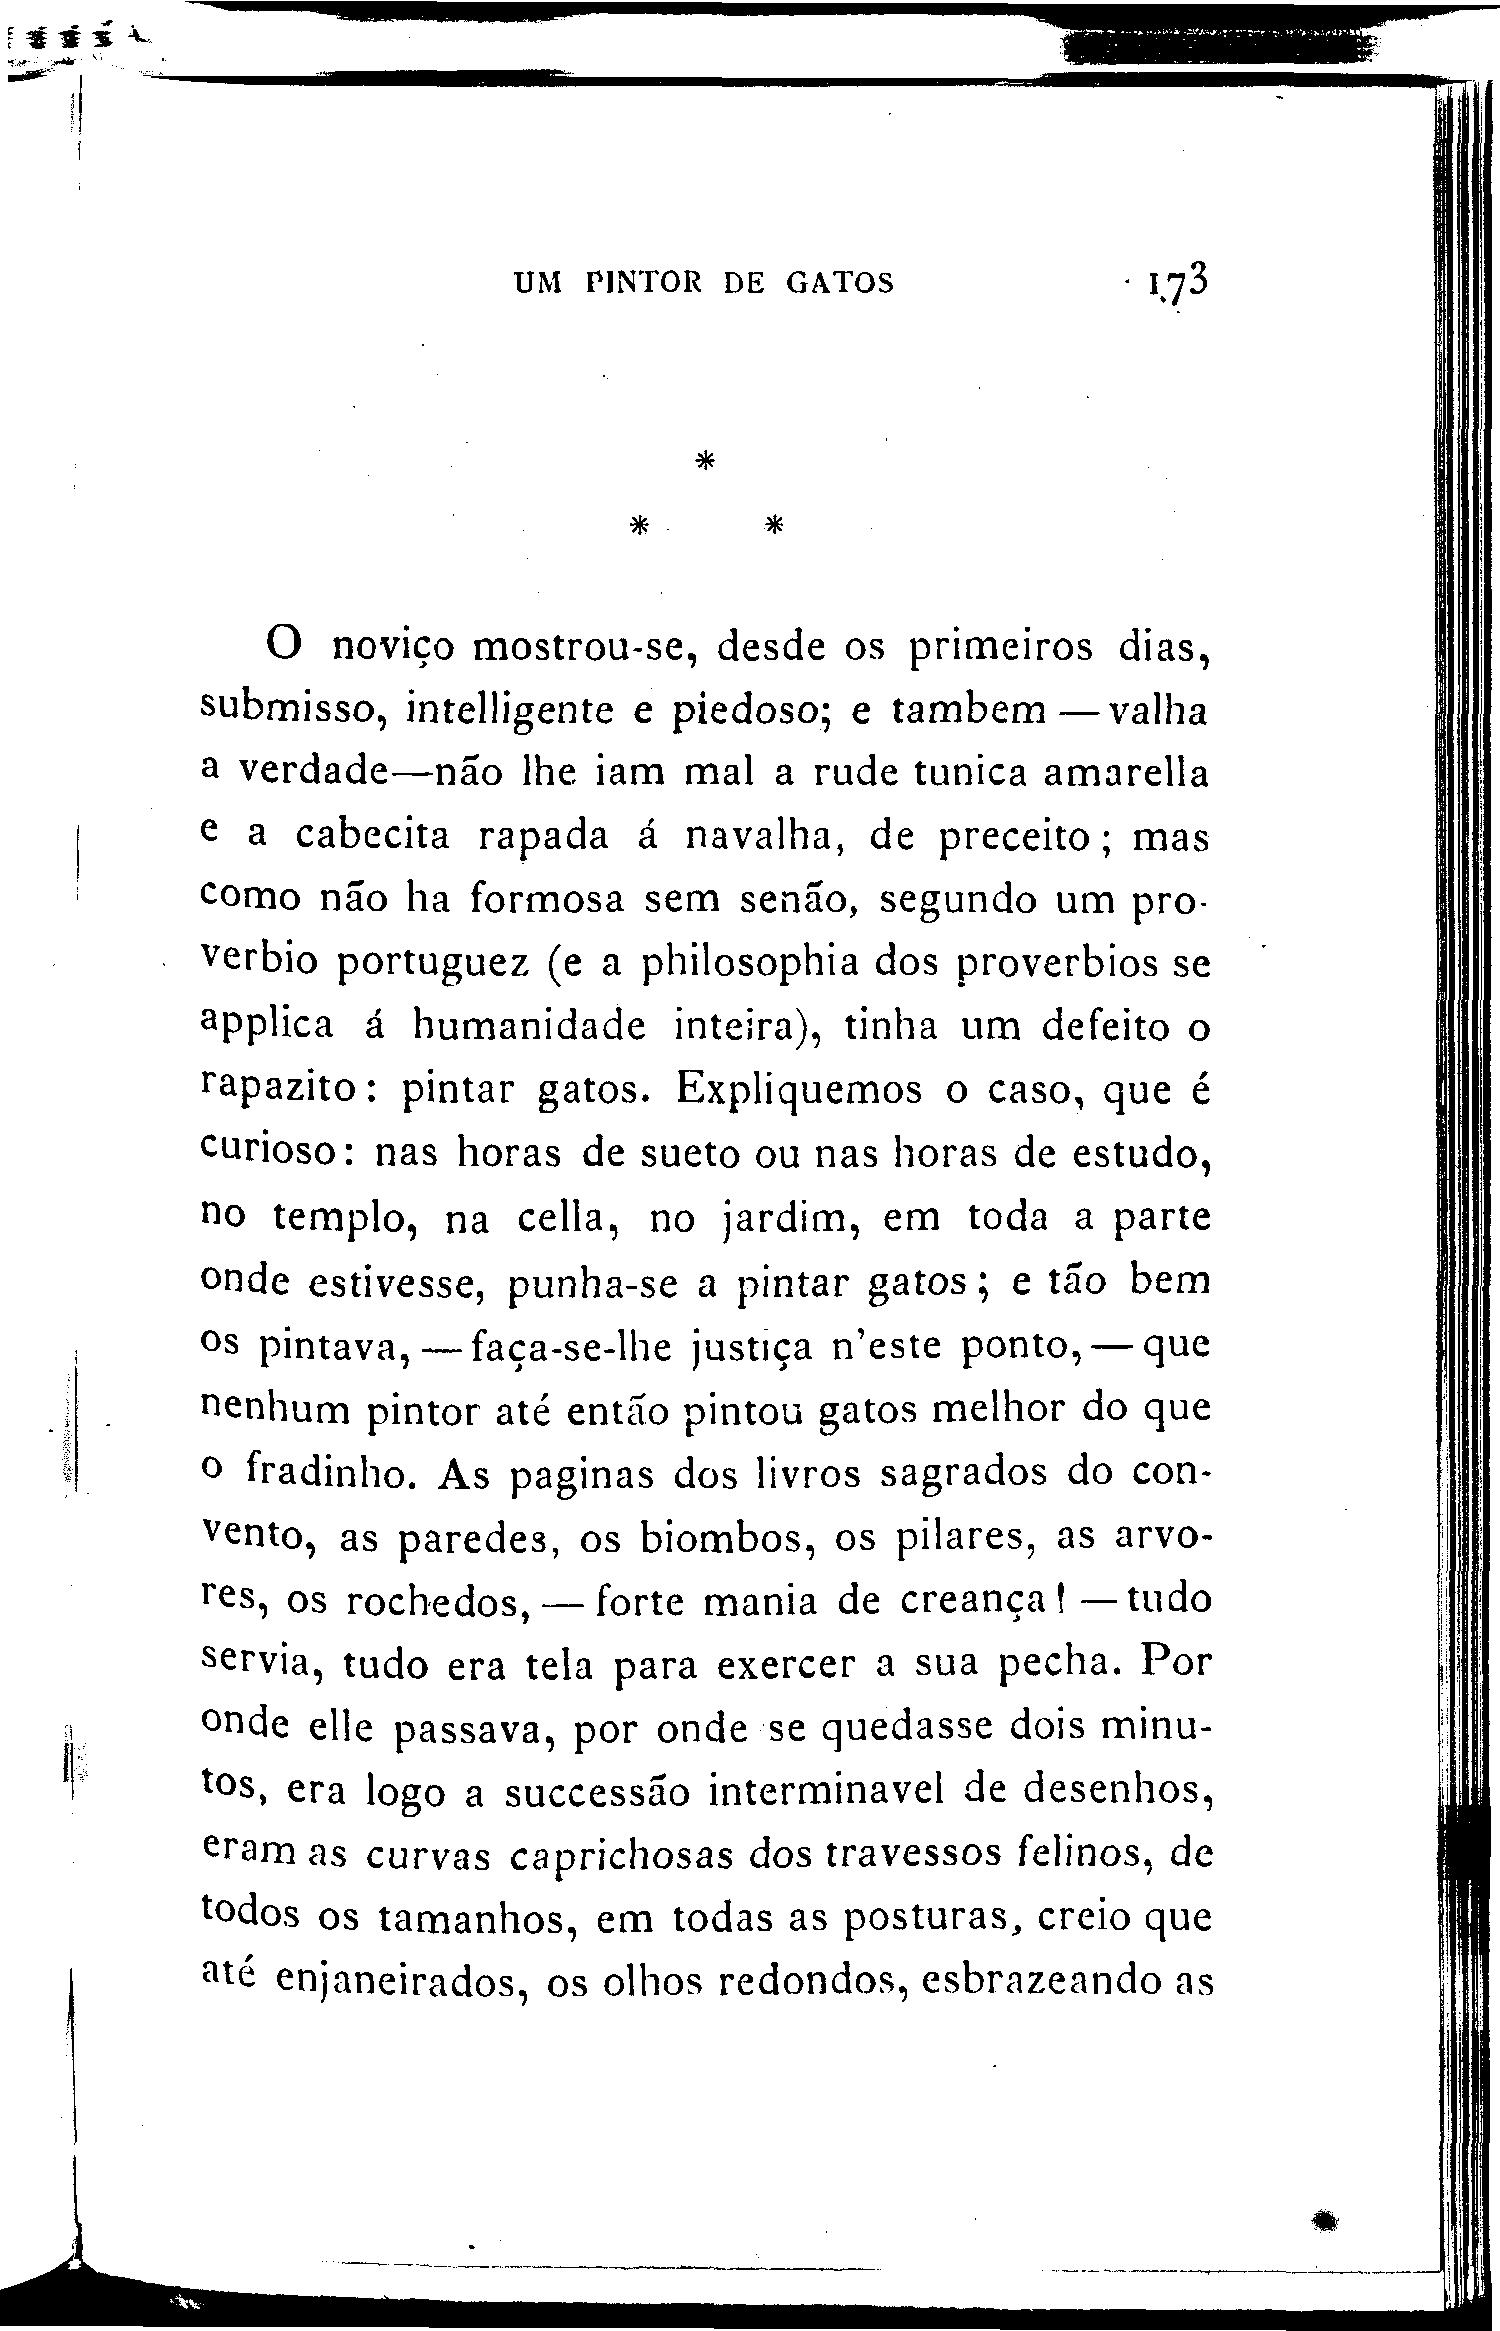 UM PINTOR DE GATOS 173
*
* *
O noviço mostrou-se, desde os primeiros dias,
submisso, intelligente e piedoso; e tambem — valha
a verdade—não lhe iam mal a rude tunica amarella
e a cabecita rapada á navalha, de preceito; mas
como não ha formosa sem senão, segundo um pro-
verbio portuguez (e a philosophia dos proverbios se
applica á humanidade inteira), tinha um defeito o
rapazito: pintar gatos. Expliquemos o caso, que é
curioso: nas horas de sueto ou nas horas de estudo,
no templo, na cella, no jardim, em toda a parte
onde estivesse, punha-se a pintar gatos; e tão bem
os pintava, — faça-se-lhe justiça n'este ponto, — que
nenhum pintor até então pintou gatos melhor do que
o fradinho. As paginas dos livros sagrados do con-
vento, as paredes, os biombos, os pilares, as arvo-
res, os rochedos, — forte mania de creança! — tudo
servia, tudo era tela para exercer a sua pecha. Por
onde elle passava, por onde se quedasse dois minu-
tos, era logo a successão interminavel de desenhos,
eram as curvas caprichosas dos travessos felinos, de
todos os tamanhos, em todas as posturas, creio que
até enjaneirados, os olhos redondos, esbrazeando as